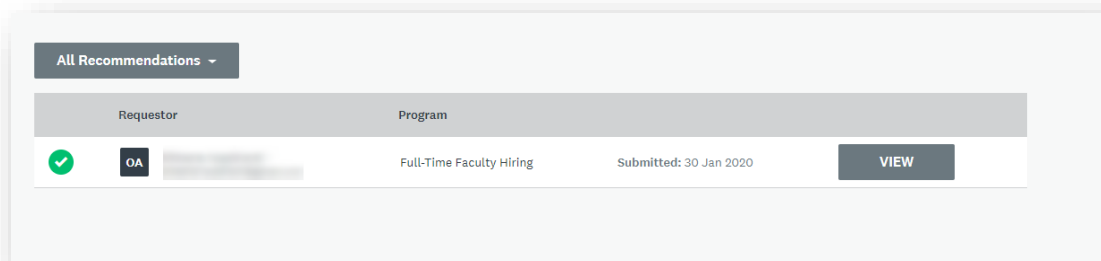 All Recommendations
Requestor Program
OA Full-Time Faculty Hiring Submitted: 30 Jan 2020 VIEW